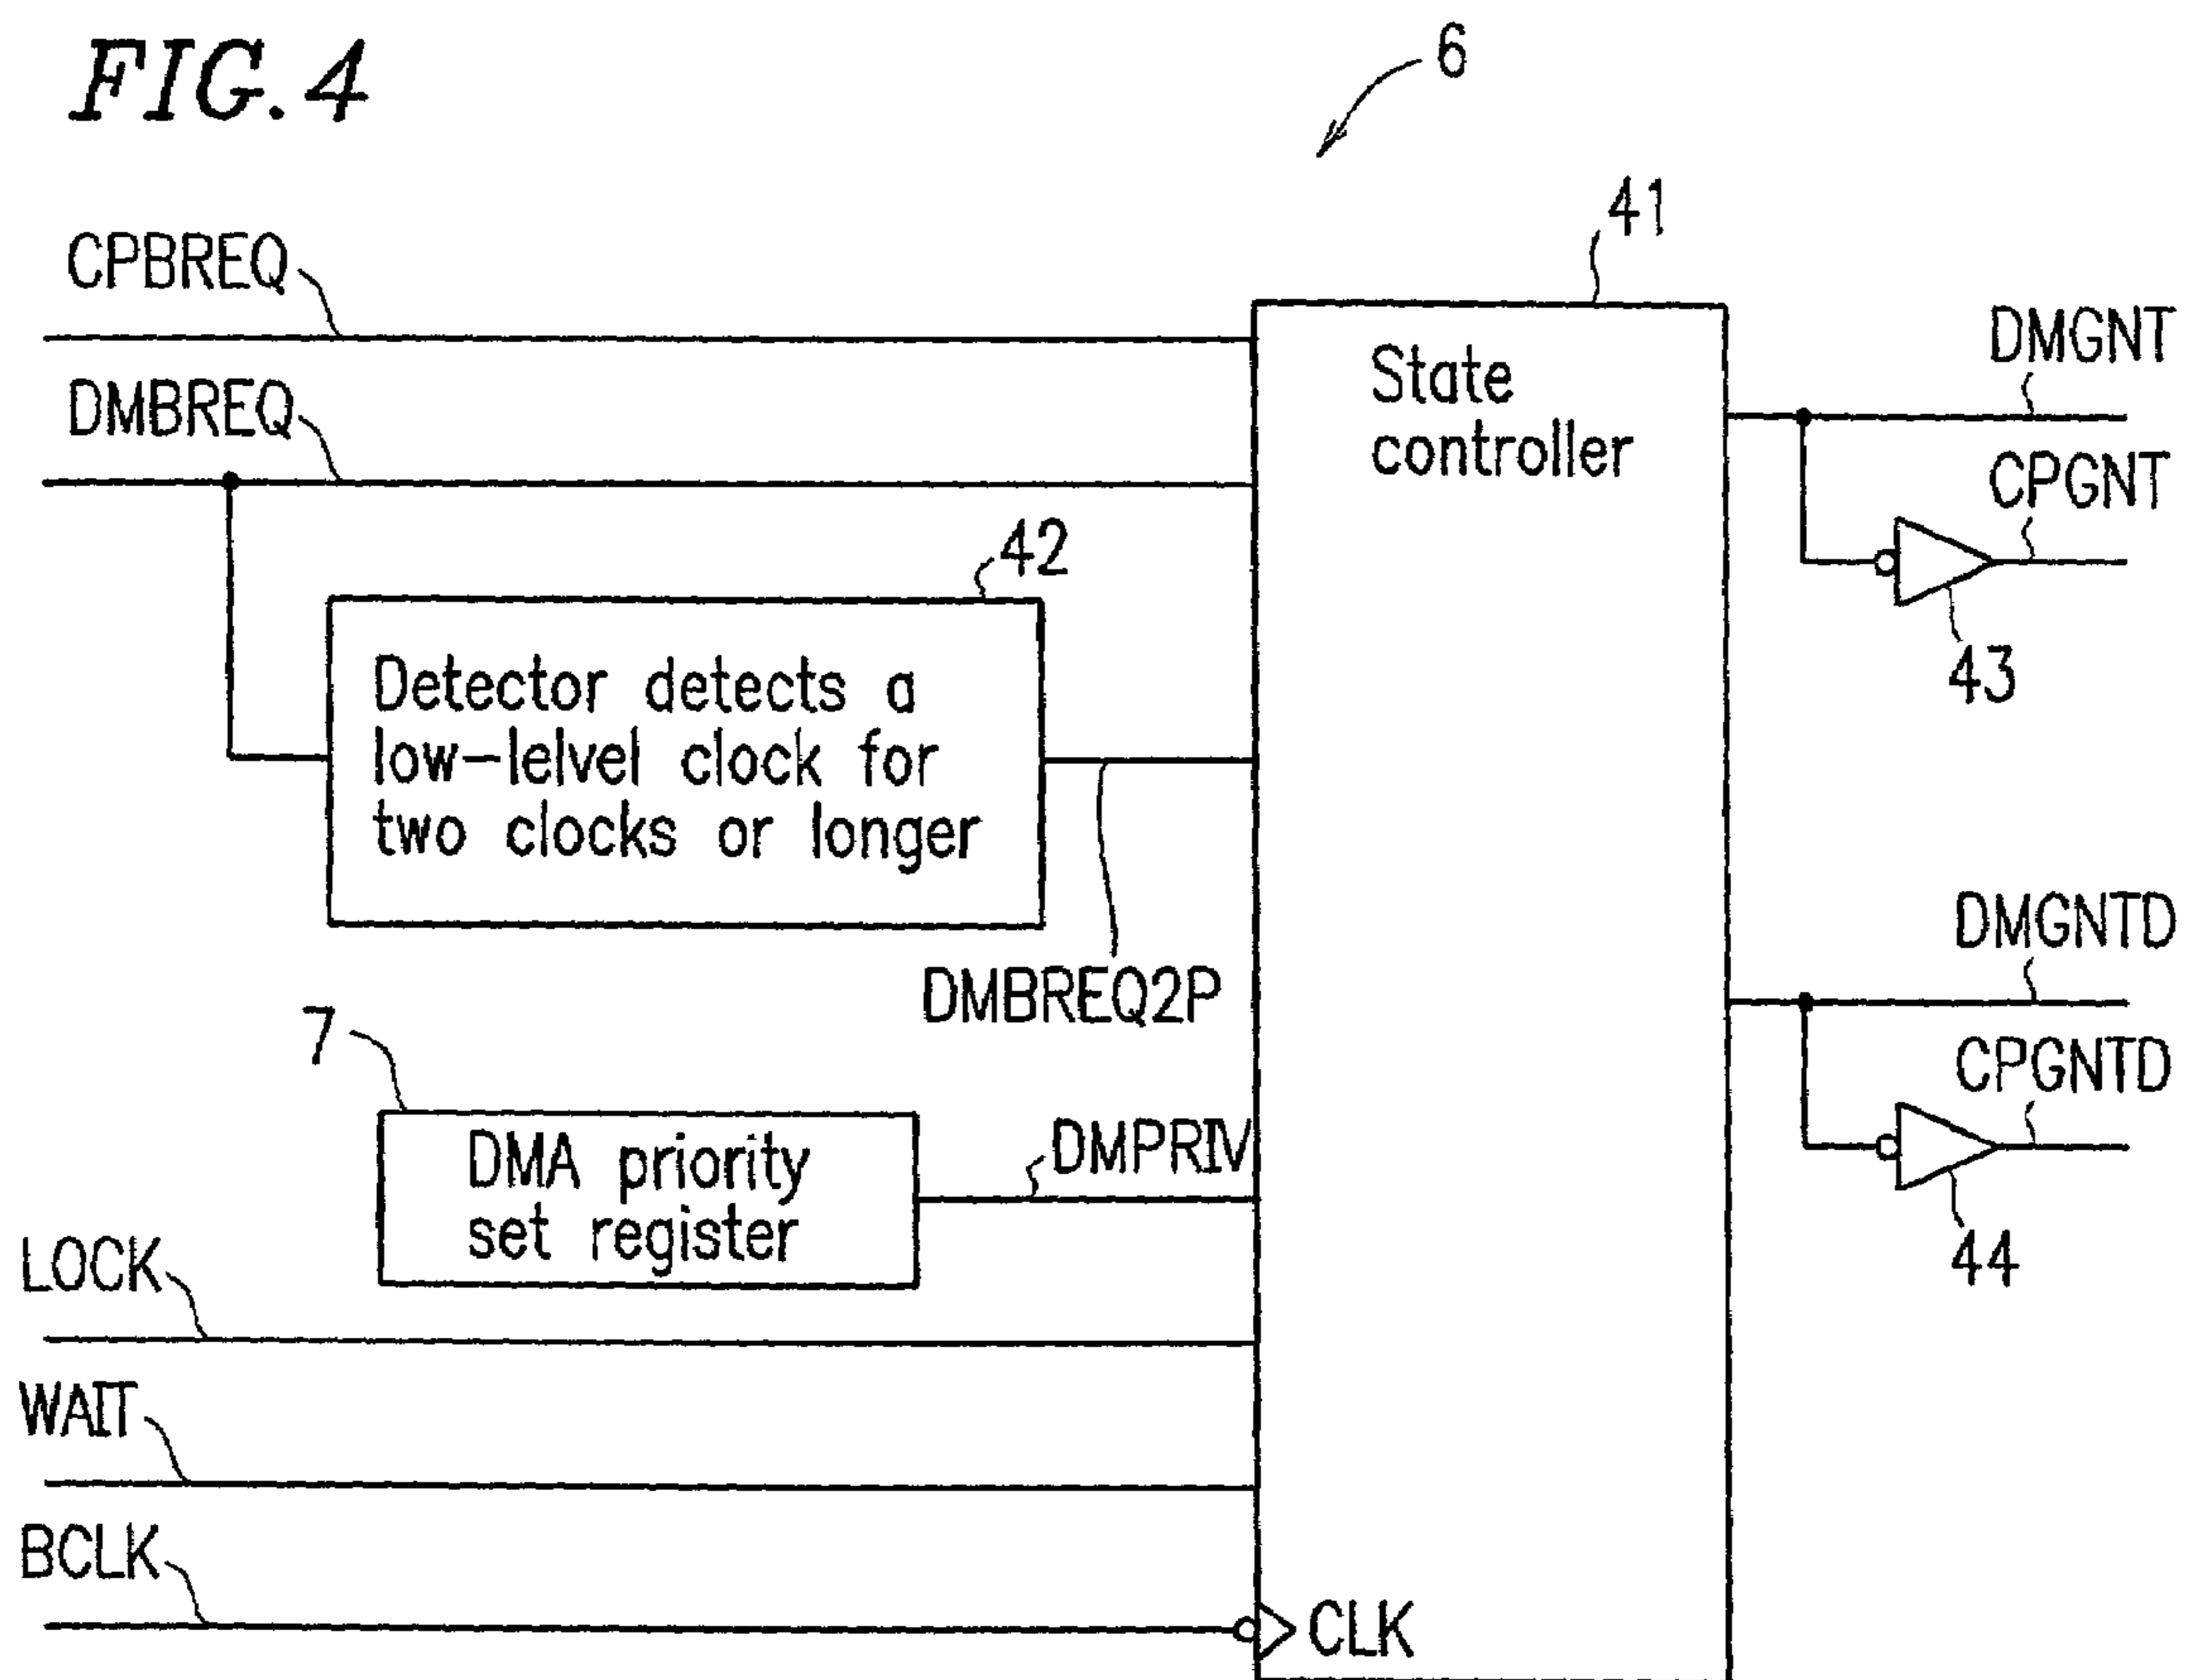 FIG. 4
6
41
CPBREQ
DMBREQ
State
controller
DMGNT
CPGNT
43
42
Detector detects a
low-lelvel clock for
two clocks or longer
DMBREQ2P
DMGNTD
CPGNTD
44
7
DMA priority
set register
DMPRIV
LOCK
WAIT
BCLK
CLK